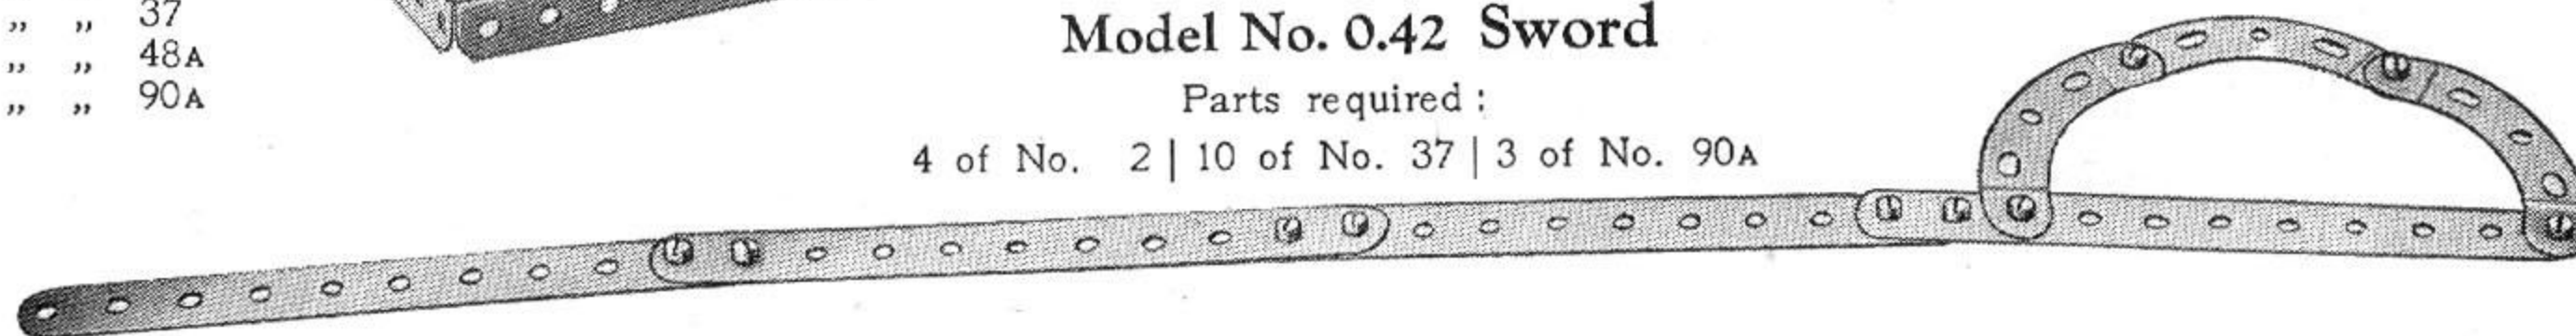 „ „ 37
„ „ 48A
„ „ 90A
Model No. 0.42 Sword
Parts required :
4 of No. 2 | 10 of No. 37 | 3 of No. 90A